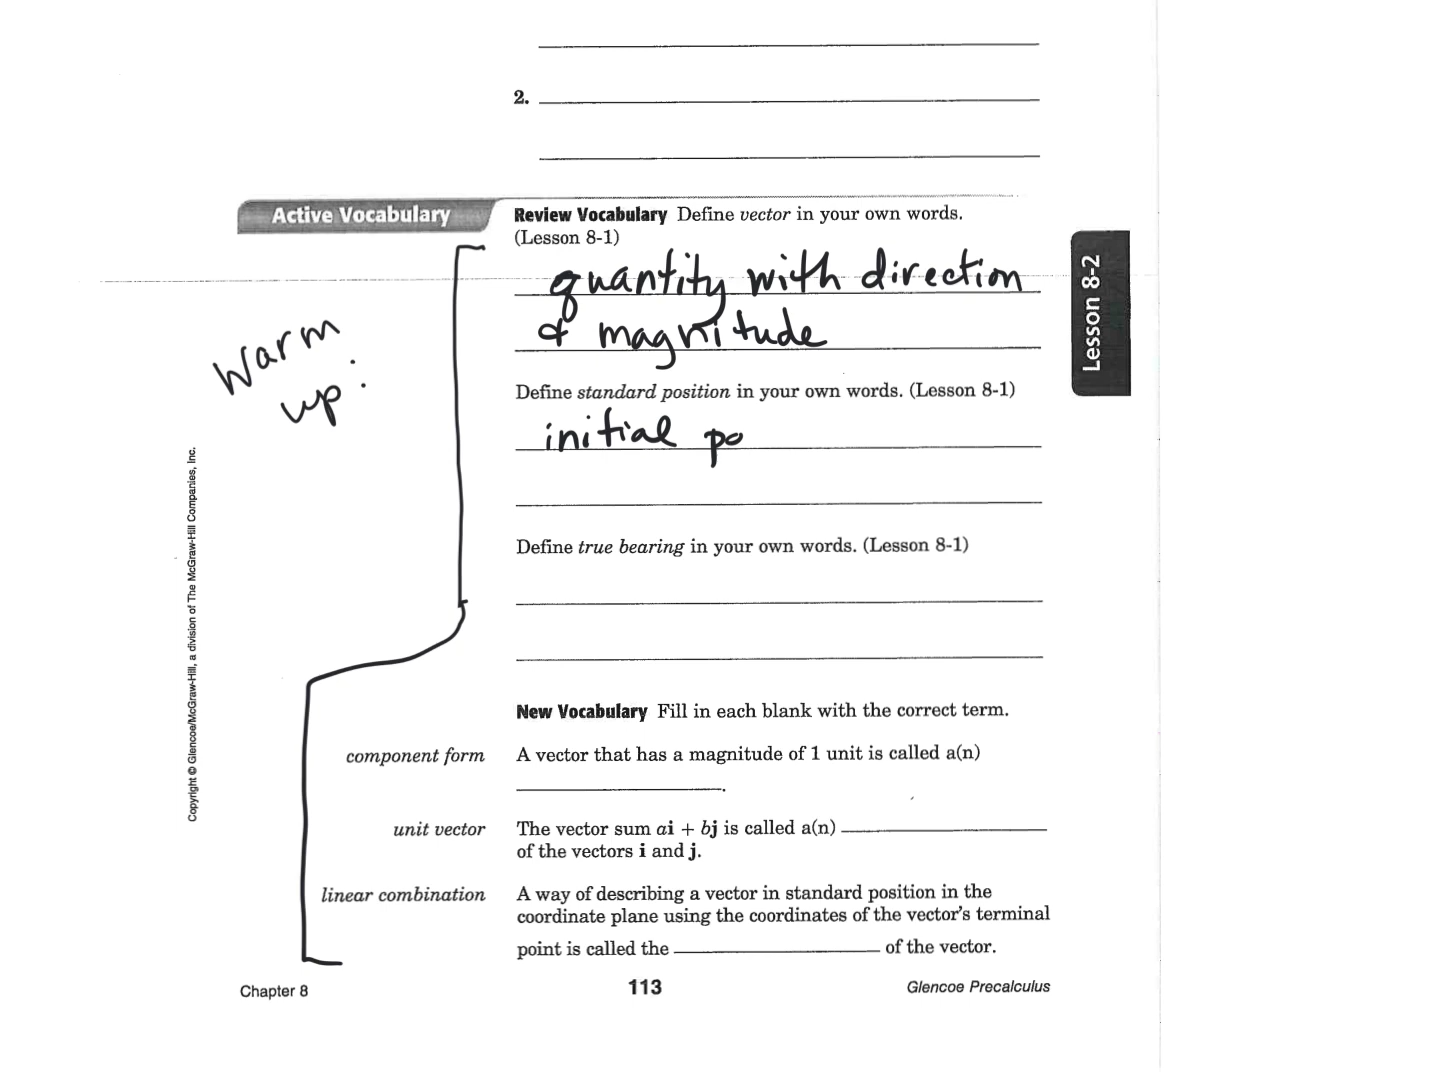 2.
Active Vocabulary
Review Vocabulary Define vector in your own words.
(Lesson 8-1)
quantity with direction
& magnitude
Warm
up:
Define standard position in your own words. (Lesson 8-1)
initial po
Define true bearing in your own words. (Lesson 8-1)
New Vocabulary Fill in each blank with the correct term.
component form A vector that has a magnitude of 1 unit is called a(n)
.
unit vector The vector sum ai + bj is called a(n)
of the vectors i and j.
linear combination A way of describing a vector in standard position in the
coordinate plane using the coordinates of the vector's terminal
point is called the of the vector.
Chapter 8 113 Glencoe Precalculus
Lesson 8-2
Copyright © Glencoe/McGraw-Hill, a division of The McGraw-Hill Companies, Inc.